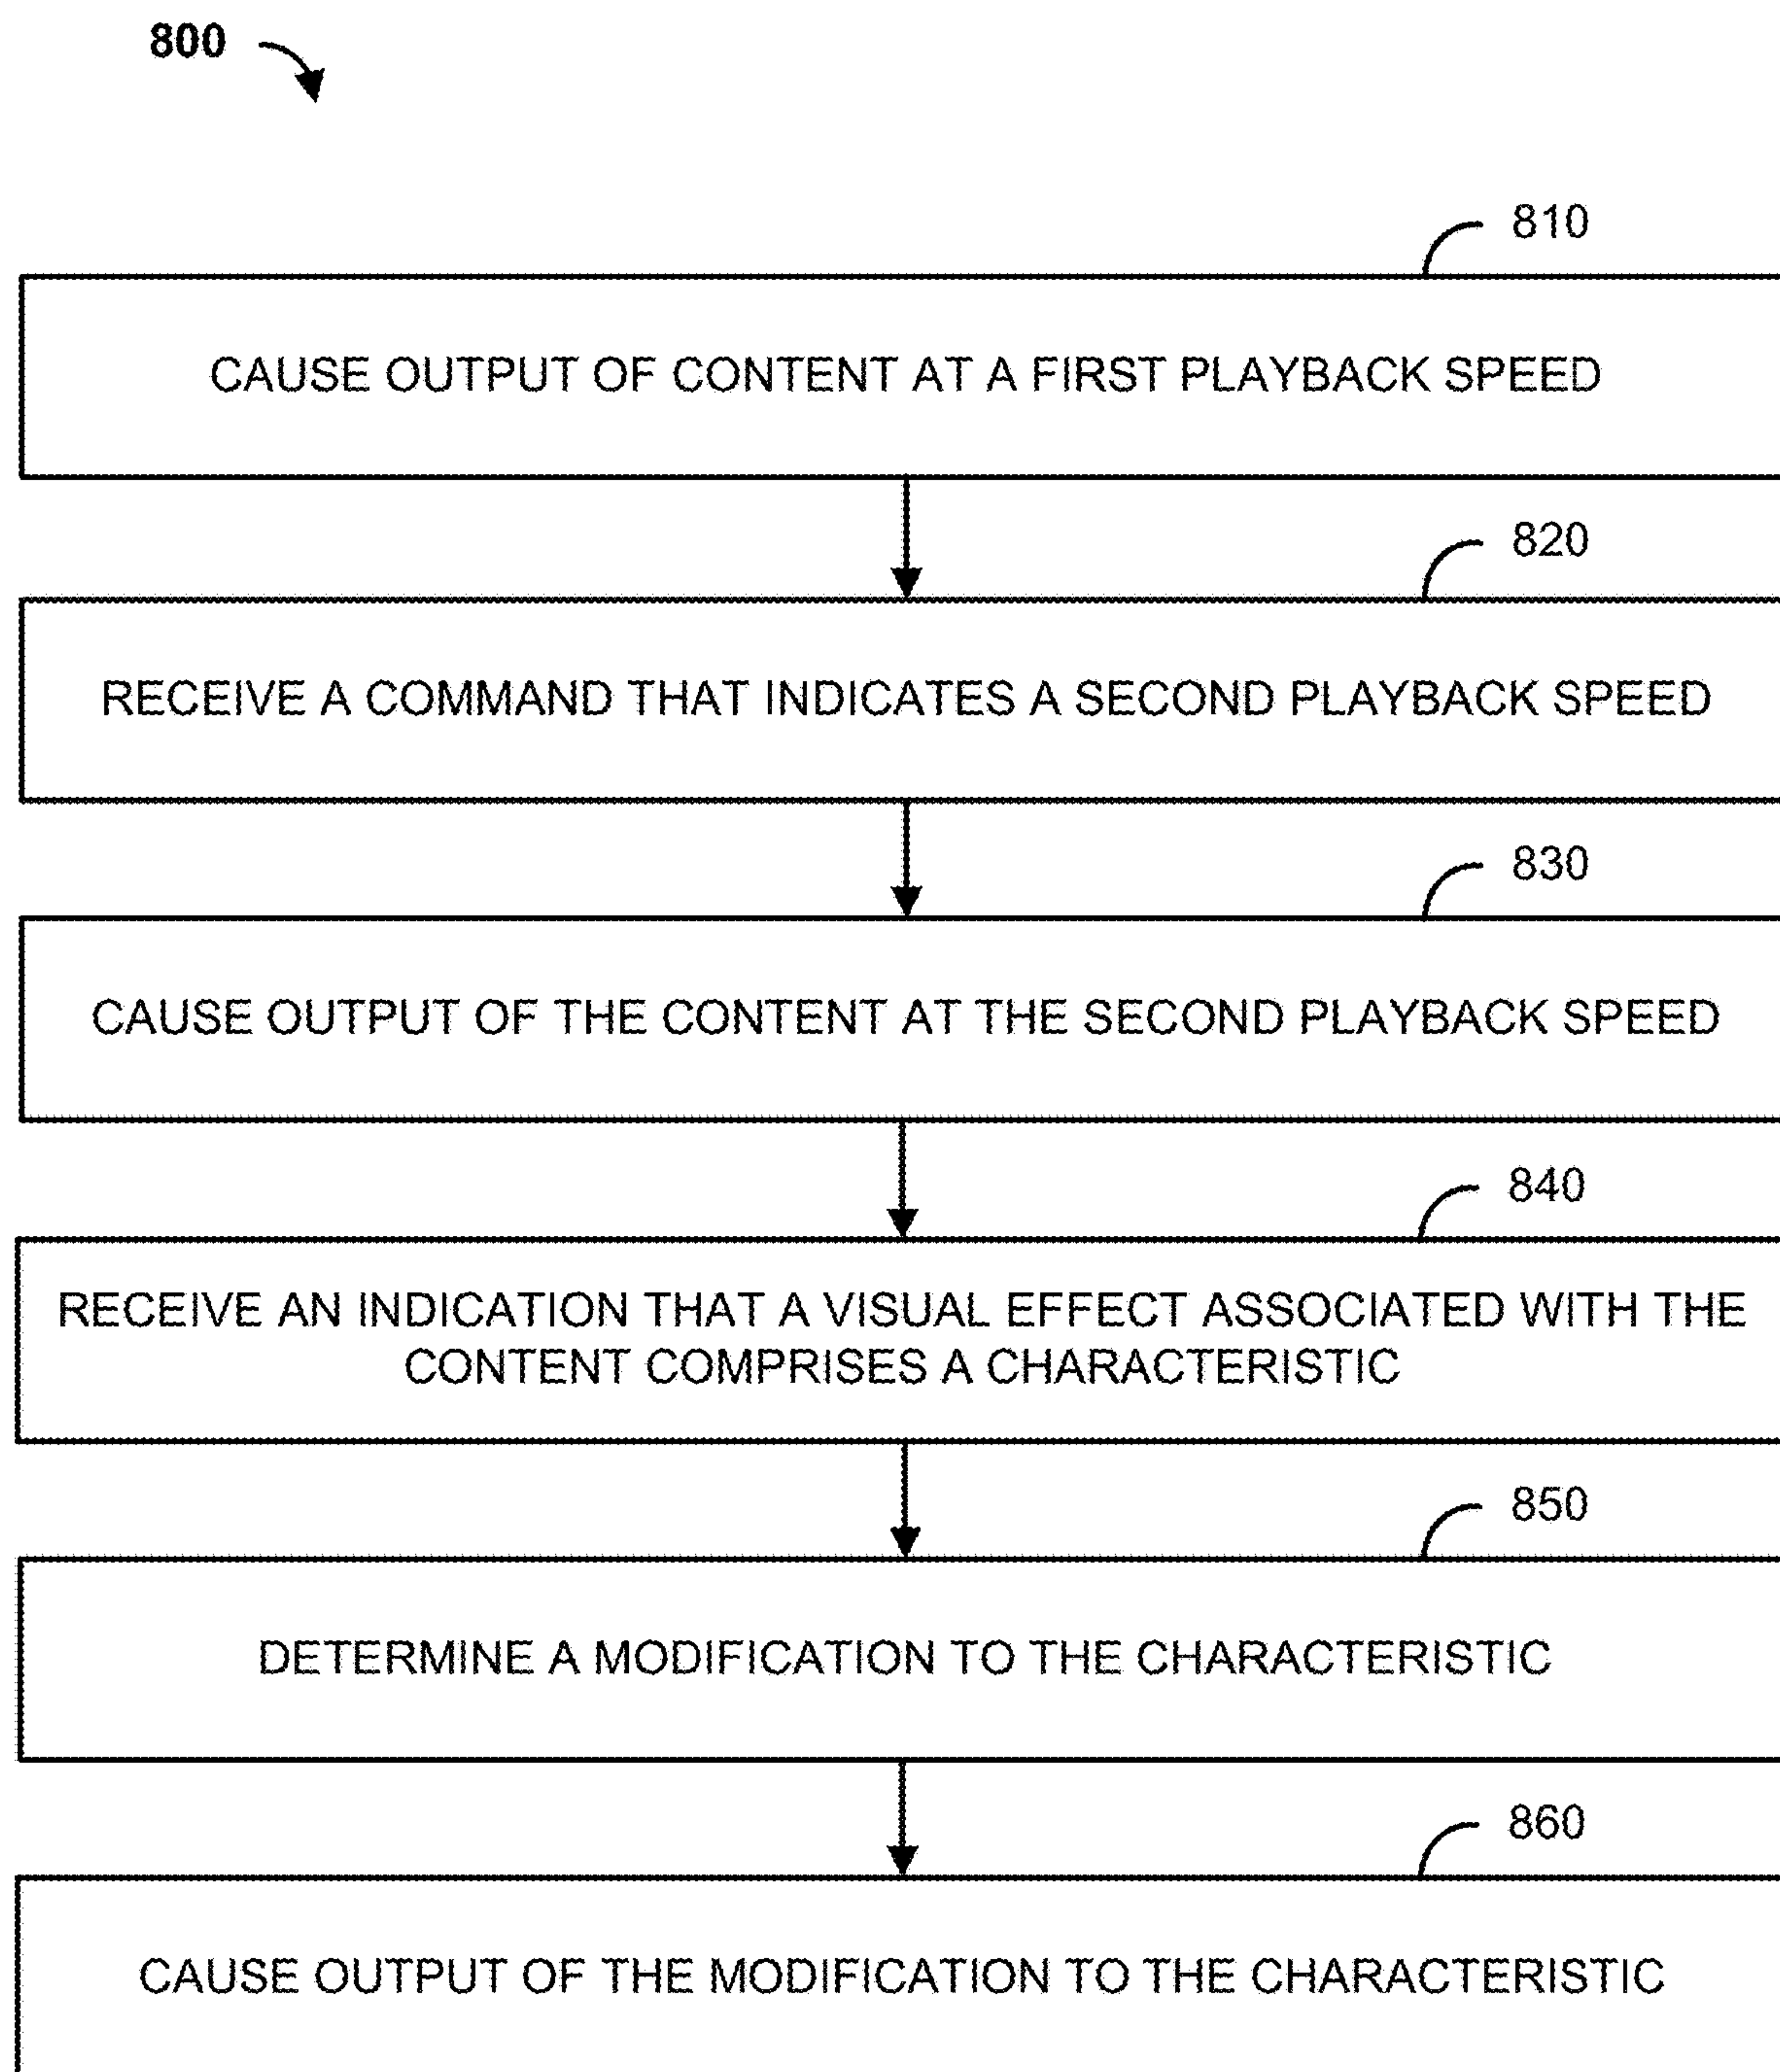 800
810
CAUSE OUTPUT OF CONTENT AT A FIRST PLAYBACK SPEED
820
RECEIVE A COMMAND THAT INDICATES A SECOND PLAYBACK SPEED
830
CAUSE OUTPUT OF THE CONTENT AT THE SECOND PLAYBACK SPEED
840
RECEIVE AN INDICATION THAT A VISUAL EFFECT ASSOCIATED WITH THE
CONTENT COMPRISES A CHARACTERISTIC
850
DETERMINE A MODIFICATION TO THE CHARACTERISTIC
860
CAUSE OUTPUT OF THE MODIFICATION TO THE CHARACTERISTIC